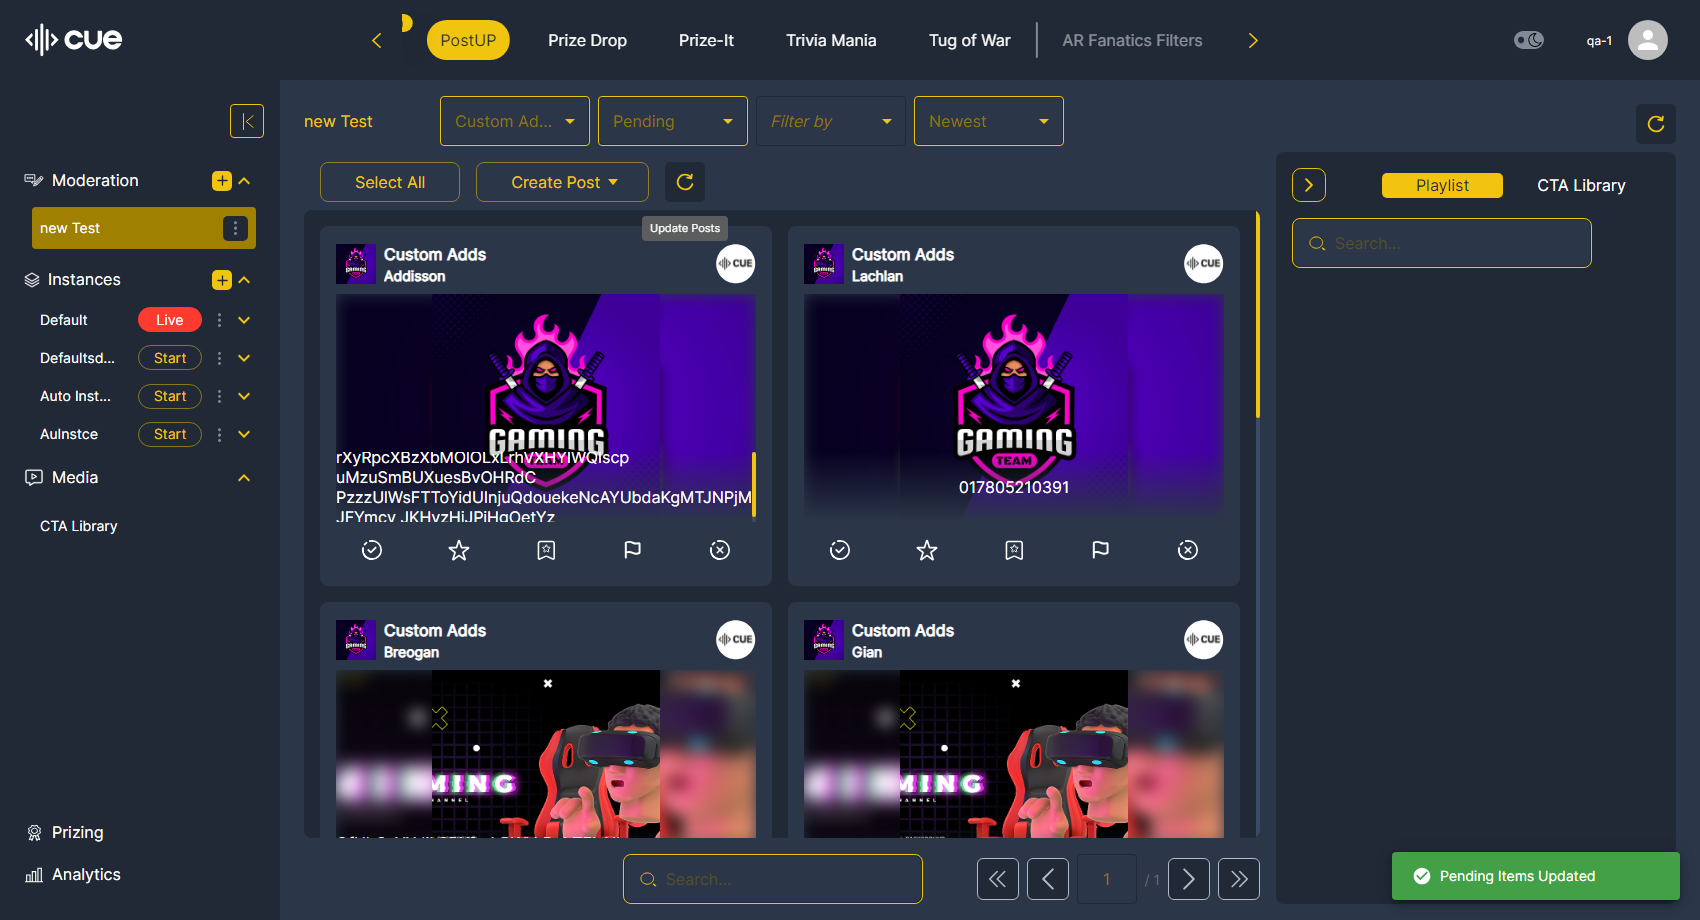 cue
PostUP
Prize Drop
Prize-It
Trivia Mania
Tug of War
AR Fanatics Filters
qa-1
Moderation
new Test
Instances
Default
Live
Defaultsd...
Start
Auto Inst...
Start
AuInstce
Start
Media
CTA Library
Prizing
Analytics
new Test
Custom Ad...
Pending
Filter by
Newest
Select All
Create Post
Update Posts
Custom Adds
Addisson
CUE
GAMING
uMzuSmBUXuesBvOHRdC
Custom Adds
Lachlan
CUE
GAMING
TEAM
017805210391
Custom Adds
Breogan
CUE
MING
Custom Adds
Gian
CUE
MING
Search...
1
/ 1
Playlist
CTA Library
Search...
Pending Items Updated